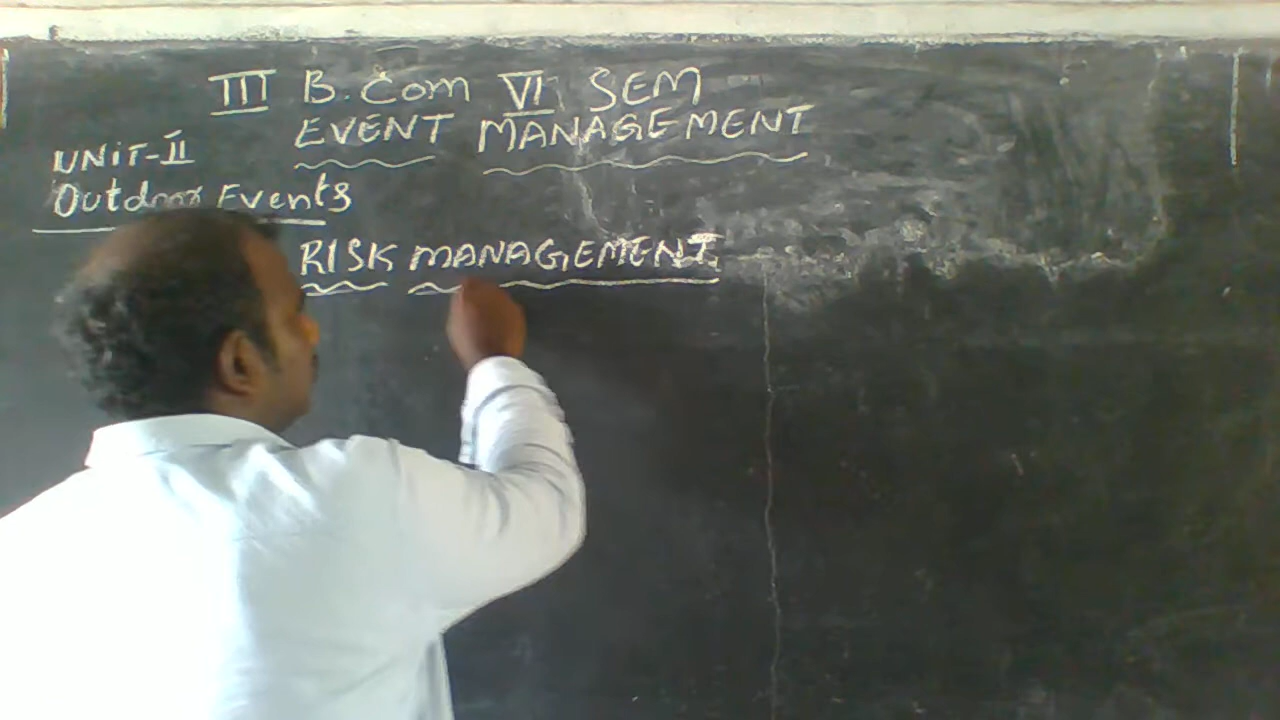 III B.Com VI SEM
EVENT MANAGEMENT
UNiT-II
Outdoor Events
RISK MANAGEMENT